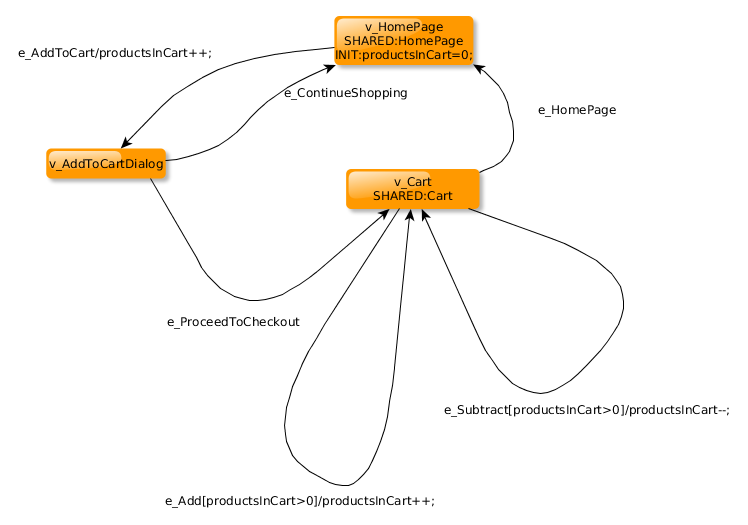 v_HomePage
SHARED:HomePage
INIT:productsInCart=0;
e_AddToCart/productsInCart++;
e_ContinueShopping
e_HomePage
v_AddToCartDialog
v_Cart
SHARED:Cart
e_ProceedToCheckout
e_Subtract[productsInCart>0]/productsInCart--;
e_Add[productsInCart>0]/productsInCart++;